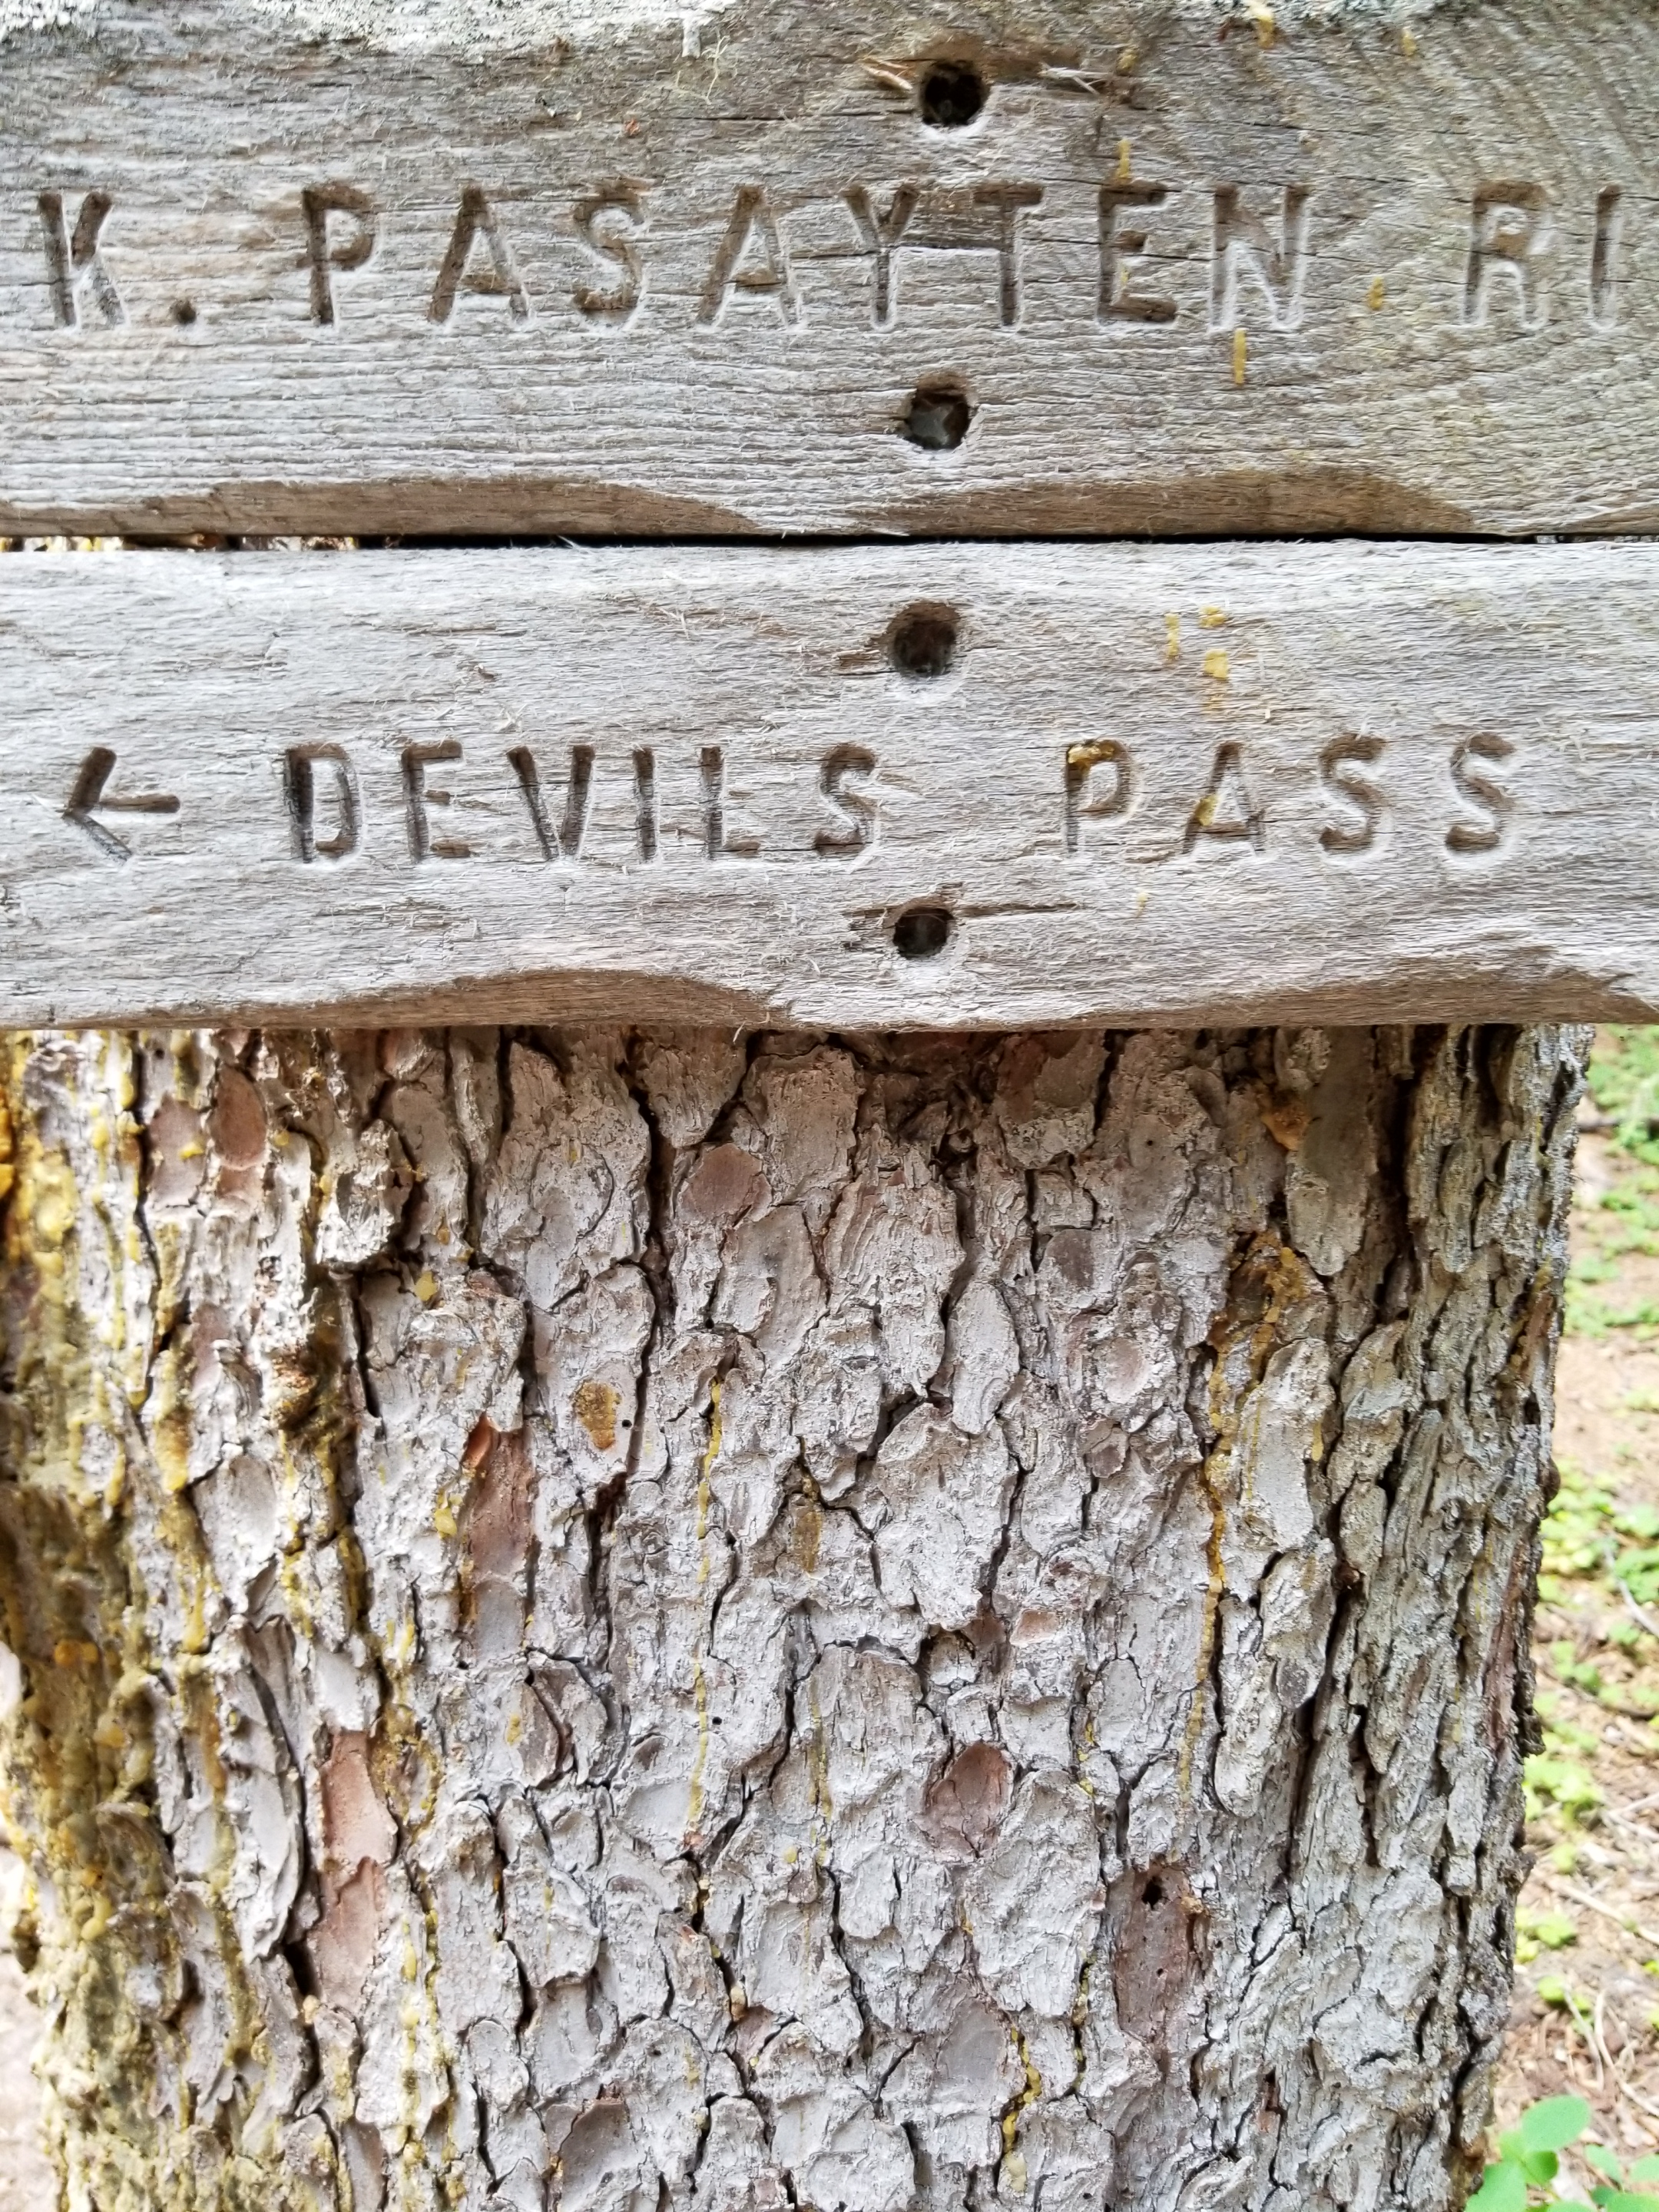 K. PASAYTEN RI
← DEVILS PASS